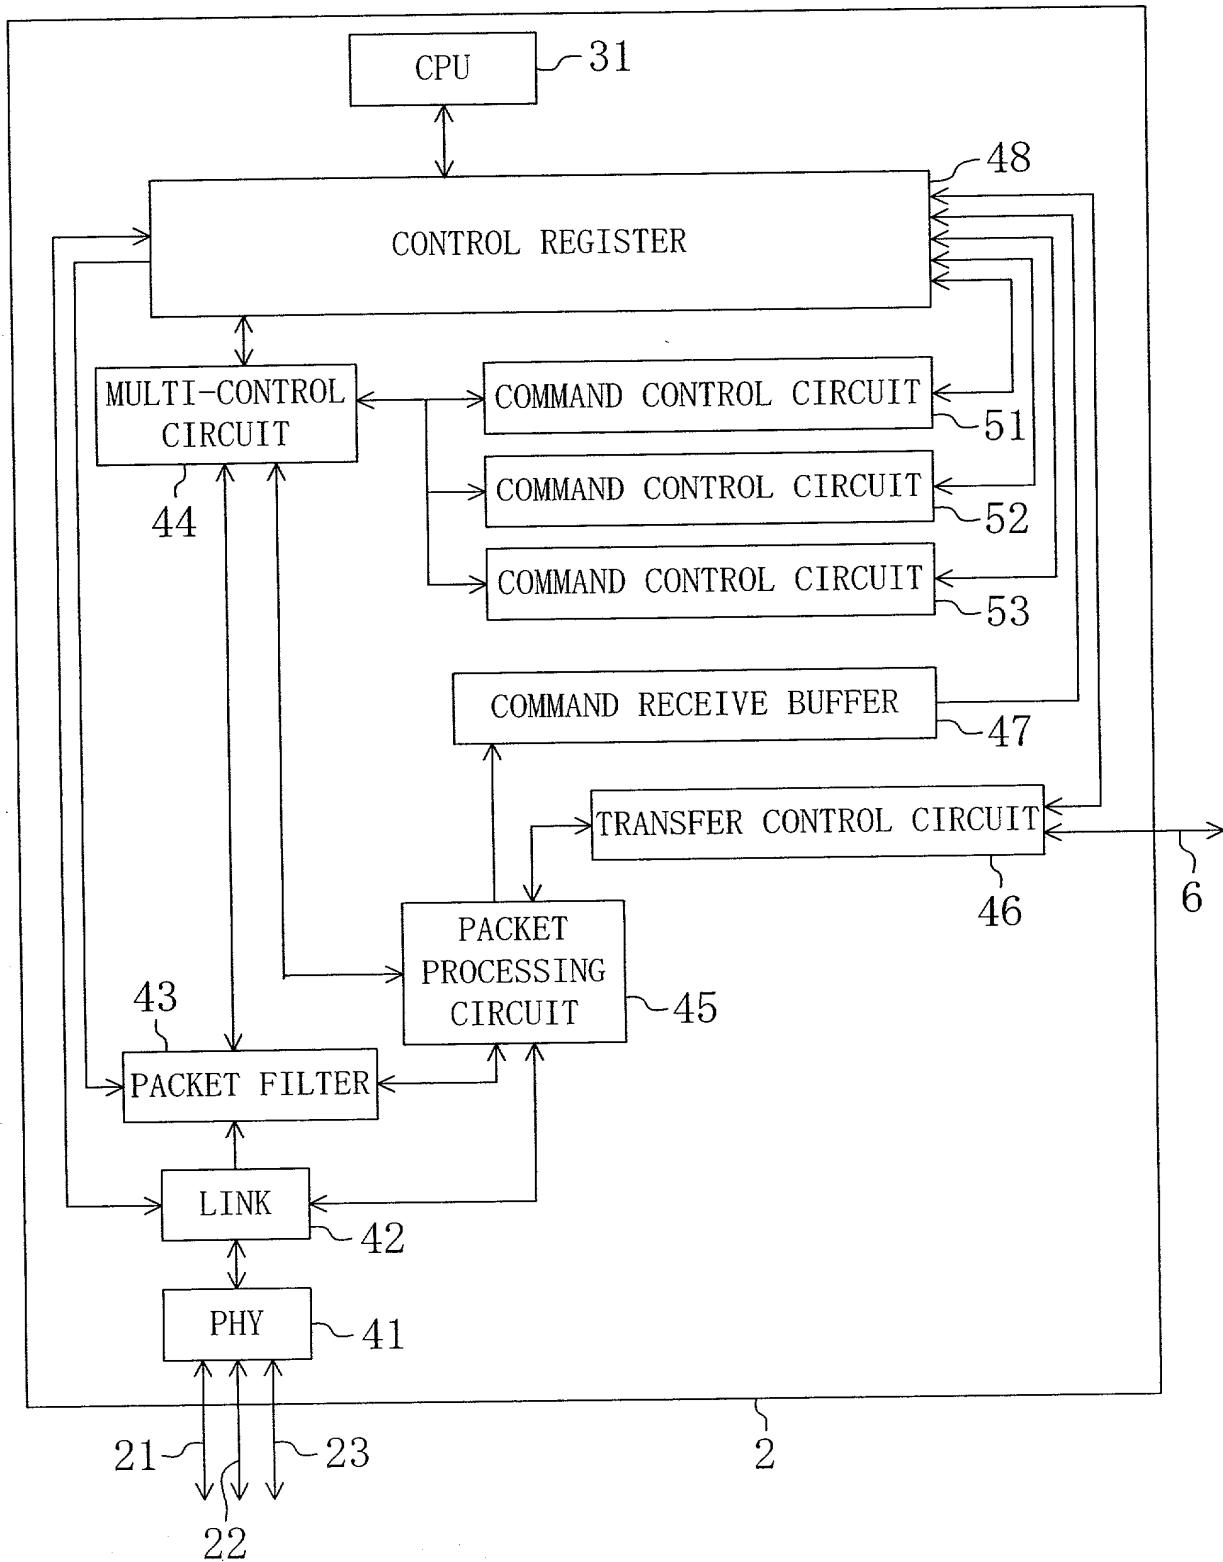 CPU
31
48
CONTROL REGISTER
MULTI-CONTROL
CIRCUIT
44
COMMAND CONTROL CIRCUIT
51
COMMAND CONTROL CIRCUIT
52
COMMAND CONTROL CIRCUIT
53
COMMAND RECEIVE BUFFER
47
TRANSFER CONTROL CIRCUIT
46
6
PACKET
PROCESSING
CIRCUIT
45
43
PACKET FILTER
LINK
42
PHY
41
21
22
23
2